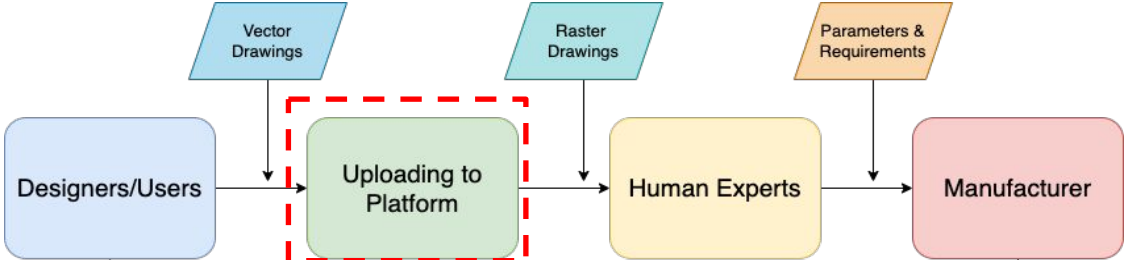 Vector
Drawings
Raster
Drawings
Parameters &
Requirements
Designers/Users
Uploading to
Platform
Human Experts
Manufacturer